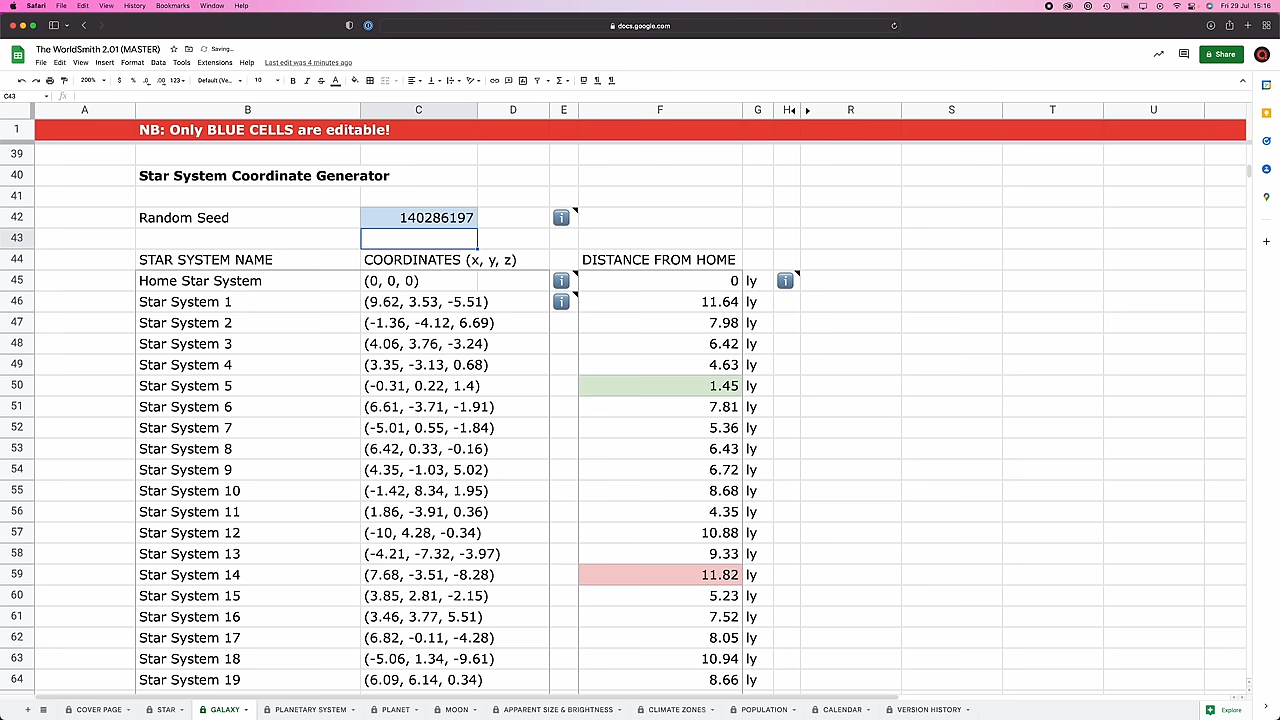 Safari File Edit View History Bookmarks Window Help Fri 29 Jul 15:16
docs.google.com
The WorldSmith 2.01 (MASTER) Saving...
File Edit View Insert Format Data Tools Extensions Help Last edit was 4 minutes ago
Share
200% $ % .0 .00 123 Default (Ve... 10 B I S A
C43 fx
A B C D E F G H R S T U
1 NB: Only BLUE CELLS are editable!
39
40 Star System Coordinate Generator
41
42 Random Seed 140286197
43
44 STAR SYSTEM NAME COORDINATES (x, y, z) DISTANCE FROM HOME
45 Home Star System (0, 0, 0) 0 ly
46 Star System 1 (9.62, 3.53, -5.51) 11.64 ly
47 Star System 2 (-1.36, -4.12, 6.69) 7.98 ly
48 Star System 3 (4.06, 3.76, -3.24) 6.42 ly
49 Star System 4 (3.35, -3.13, 0.68) 4.63 ly
50 Star System 5 (-0.31, 0.22, 1.4) 1.45 ly
51 Star System 6 (6.61, -3.71, -1.91) 7.81 ly
52 Star System 7 (-5.01, 0.55, -1.84) 5.36 ly
53 Star System 8 (6.42, 0.33, -0.16) 6.43 ly
54 Star System 9 (4.35, -1.03, 5.02) 6.72 ly
55 Star System 10 (-1.42, 8.34, 1.95) 8.68 ly
56 Star System 11 (1.86, -3.91, 0.36) 4.35 ly
57 Star System 12 (-10, 4.28, -0.34) 10.88 ly
58 Star System 13 (-4.21, -7.32, -3.97) 9.33 ly
59 Star System 14 (7.68, -3.51, -8.28) 11.82 ly
60 Star System 15 (3.85, 2.81, -2.15) 5.23 ly
61 Star System 16 (3.46, 3.77, 5.51) 7.52 ly
62 Star System 17 (6.82, -0.11, -4.28) 8.05 ly
63 Star System 18 (-5.06, 1.34, -9.61) 10.94 ly
64 Star System 19 (6.09, 6.14, 0.34) 8.66 ly
COVER PAGE STAR GALAXY PLANETARY SYSTEM PLANET MOON APPARENT SIZE & BRIGHTNESS CLIMATE ZONES POPULATION CALENDAR VERSION HISTORY Explore